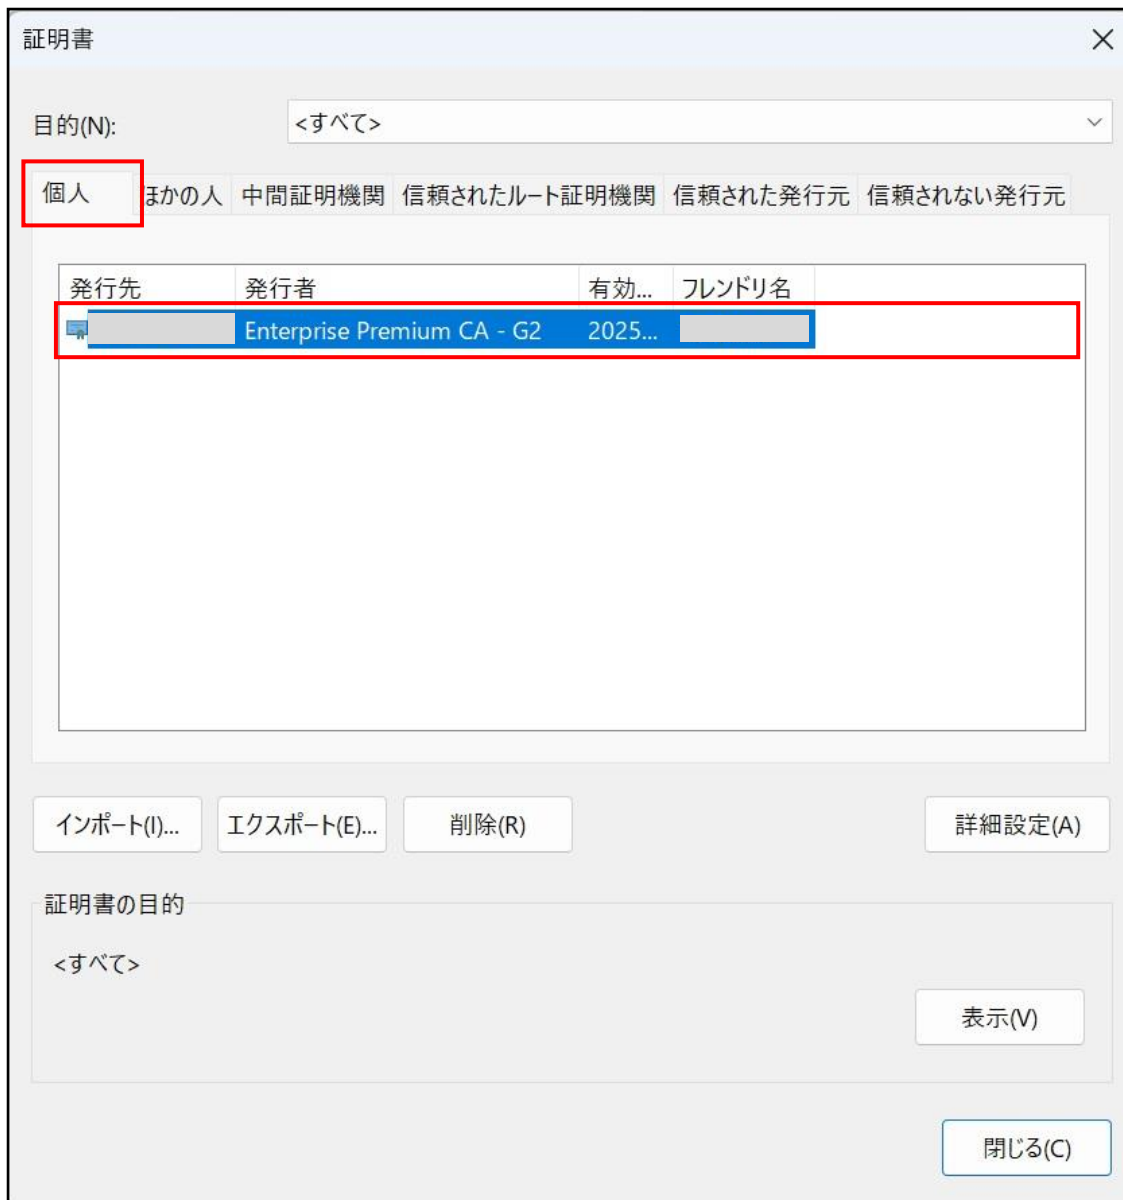 証明書
目的(N):
<すべて>
個人 ほかの人 中間証明機関 信頼されたルート証明機関 信頼された発行元 信頼されない発行元
発行先 発行者 有効... フレンドリ名
Enterprise Premium CA - G2 2025...
インポート(I)... エクスポート(E)... 削除(R) 詳細設定(A)
証明書の目的
<すべて>
表示(V)
閉じる(C)